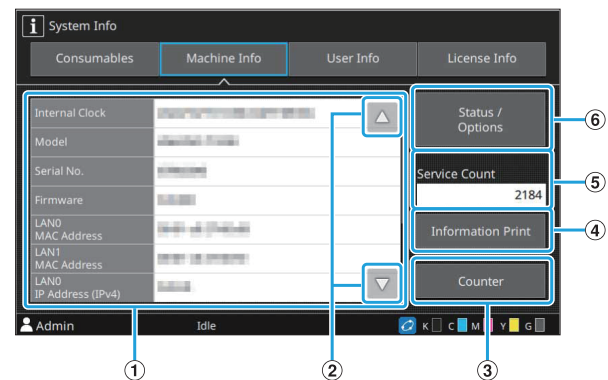 i System Info
Consumables Machine Info User Info License Info
Internal Clock
Model
Serial No.
Firmware
LAN0
MAC Address
LAN1
MAC Address
LAN0
IP Address (IPv4)
Status /
Options
Service Count
2184
Information Print
Counter
Admin Idle K C M Y G
⑥
⑤
④
① ② ③